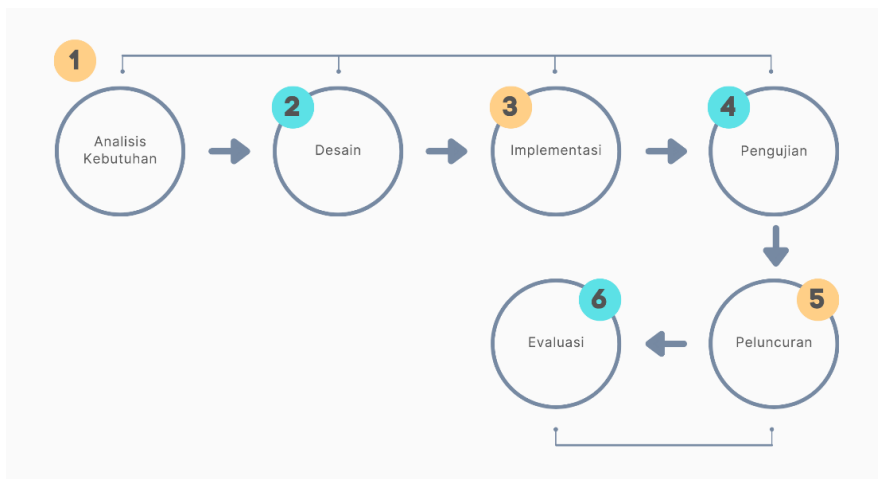 1
Analisis
Kebutuhan
2
Desain
3
Implementasi
4
Pengujian
5
Peluncuran
6
Evaluasi